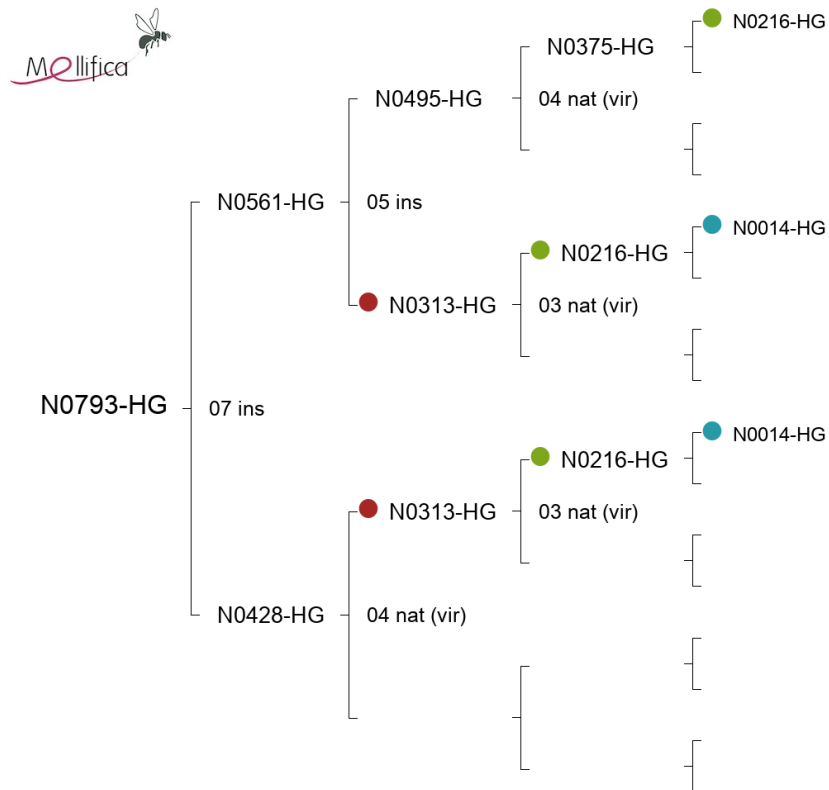 Mellifica
N0216-HG
N0375-HG
N0495-HG
04 nat (vir)
N0561-HG
05 ins
N0014-HG
N0216-HG
N0313-HG
03 nat (vir)
N0793-HG
07 ins
N0014-HG
N0216-HG
N0313-HG
03 nat (vir)
N0428-HG
04 nat (vir)